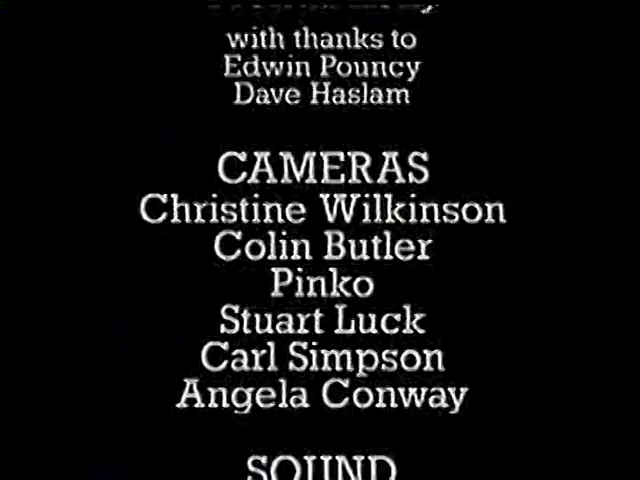 with thanks to
Edwin Pouncy
Dave Haslam
CAMERAS
Christine Wilkinson
Colin Butler
Pinko
Stuart Luck
Carl Simpson
Angela Conway
SOUND